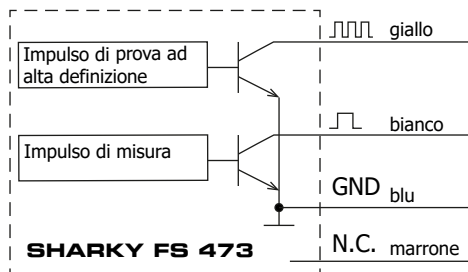 Impulso di prova ad
alta definizione
giallo
Impulso di misura
bianco
GND blu
SHARKY FS 473
N.C. marrone